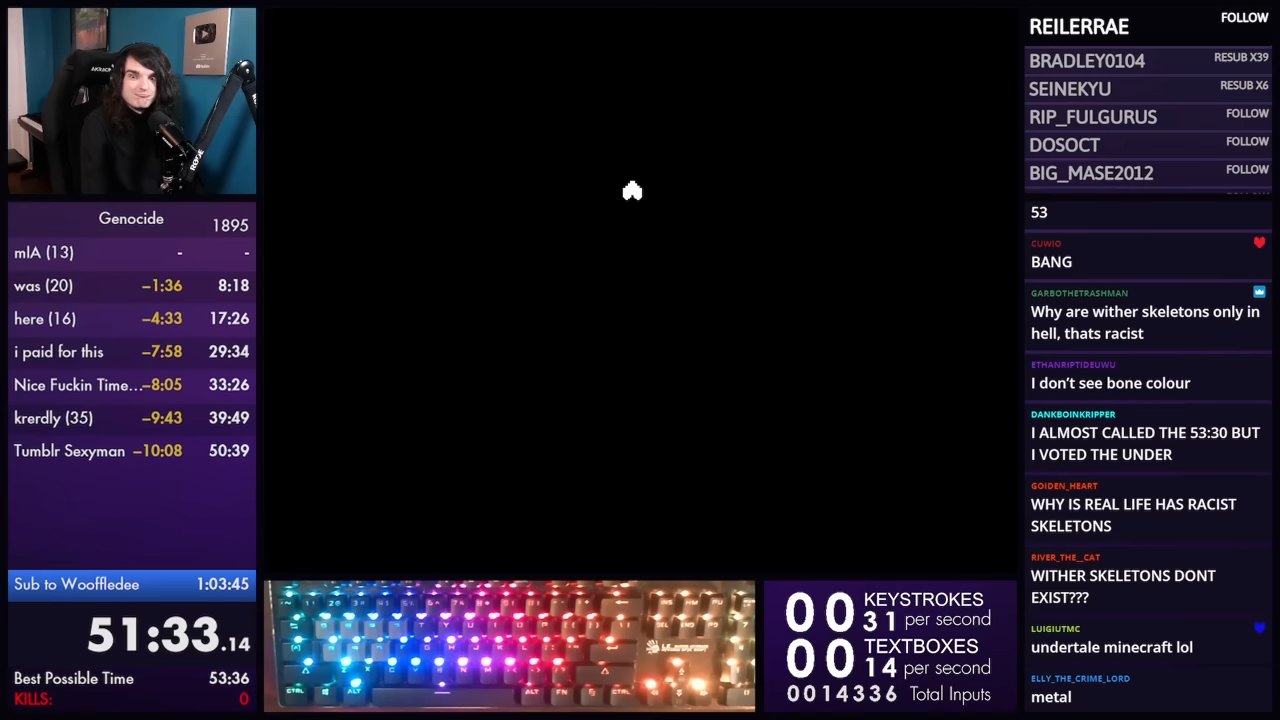 Genocide
1895
mIA (13) - -
was (20) –1:36 8:18
here (16) –4:33 17:26
i paid for this –7:58 29:34
Nice Fuckin Time... –8:05 33:26
krerdly (35) –9:43 39:49
Tumblr Sexyman –10:08 50:39
Sub to Wooffledee 1:03:45
51:33.14
Best Possible Time 53:36
KILLS: 0
00 31 KEYSTROKES per second
00 14 TEXTBOXES per second
0014336 Total Inputs
REILERRAE FOLLOW
BRADLEY0104 RESUB X39
SEINEKYU RESUB X6
RIP_FULGURUS FOLLOW
DOSOCT FOLLOW
BIG_MASE2012 FOLLOW
53
CUWIO
BANG
GARBOTHETRASHMAN
Why are wither skeletons only in
hell, thats racist
ETHANRIPTIDEUWU
I don't see bone colour
DANKBOINKRIPPER
I ALMOST CALLED THE 53:30 BUT
I VOTED THE UNDER
GOIDEN_HEART
WHY IS REAL LIFE HAS RACIST
SKELETONS
RIVER_THE__CAT
WITHER SKELETONS DONT
EXIST???
LUIGIUTMC
undertale minecraft lol
ELLY_THE_CRIME_LORD
metal